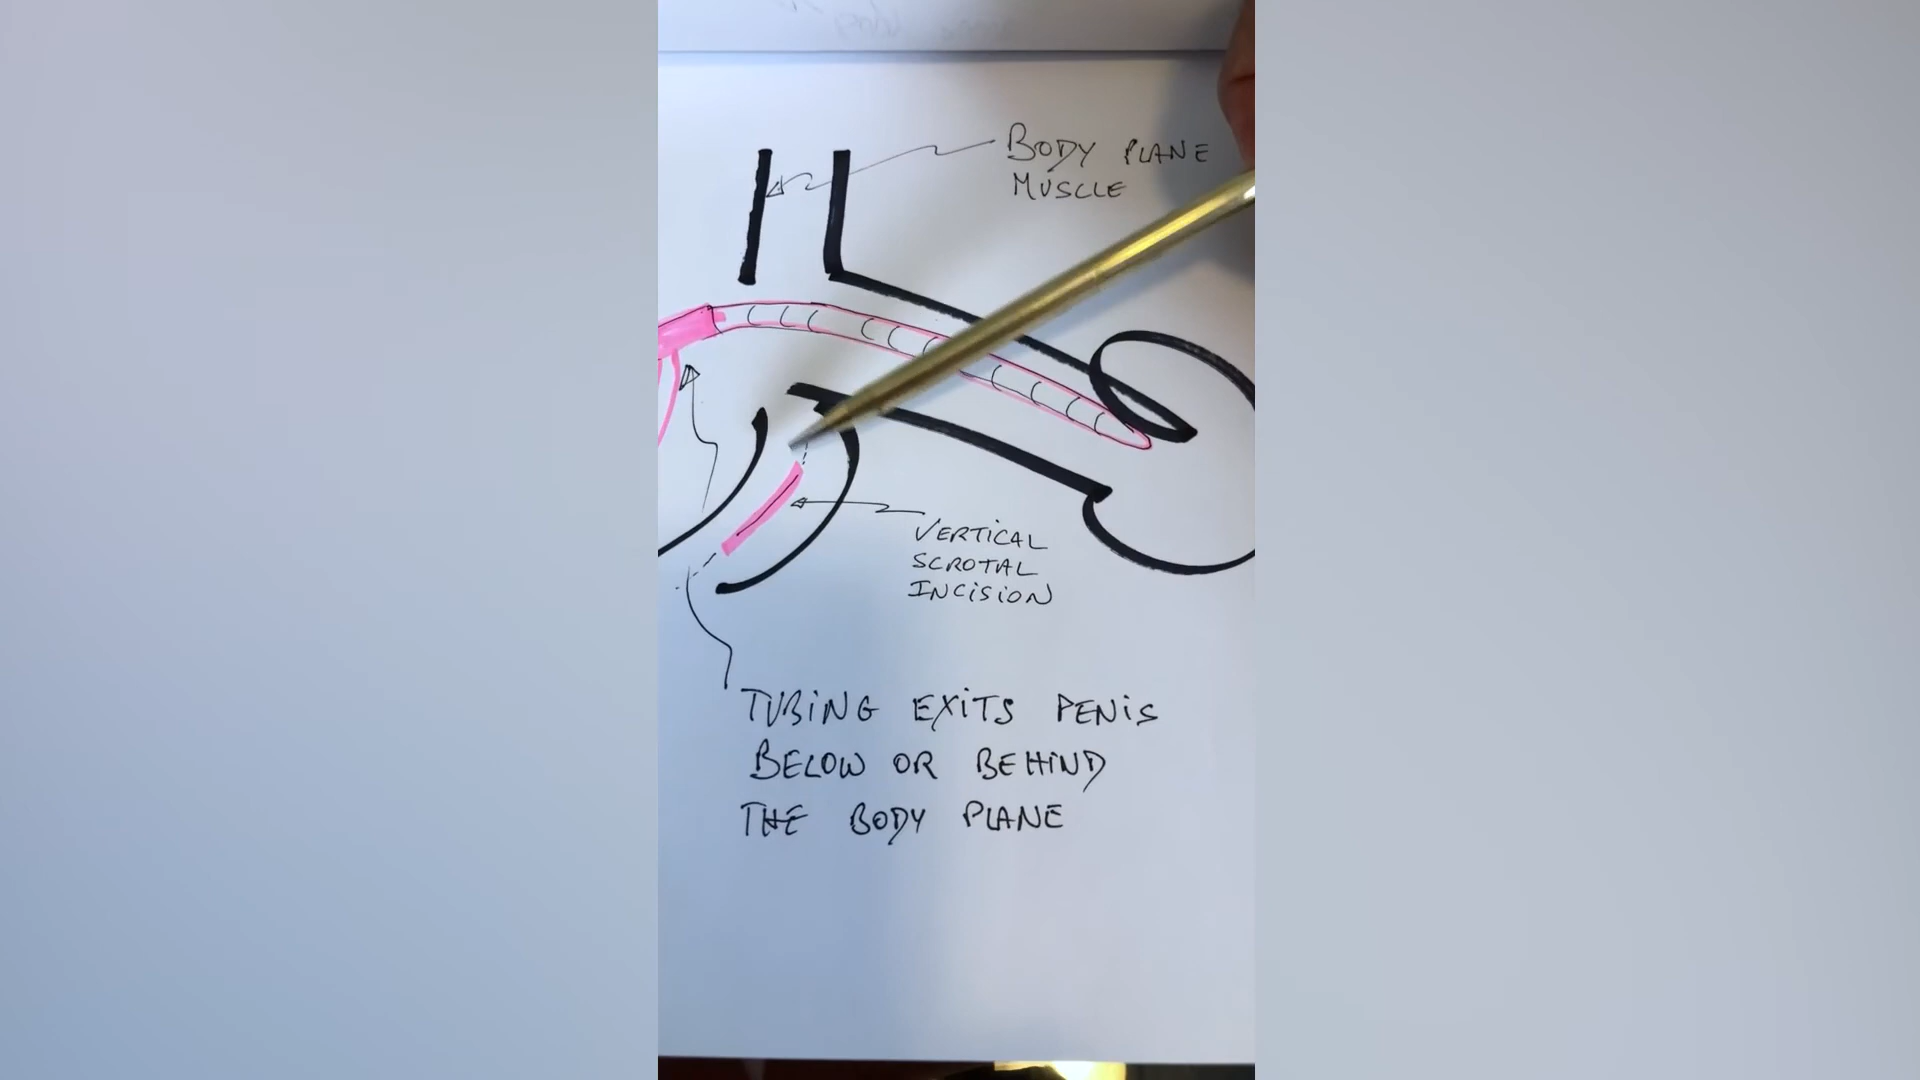 BODY PLANE
MUSCLE
VERTICAL
SCROTAL
INCISION
TUBING EXITS PENIS
BELOW OR BEHIND
THE BODY PLANE